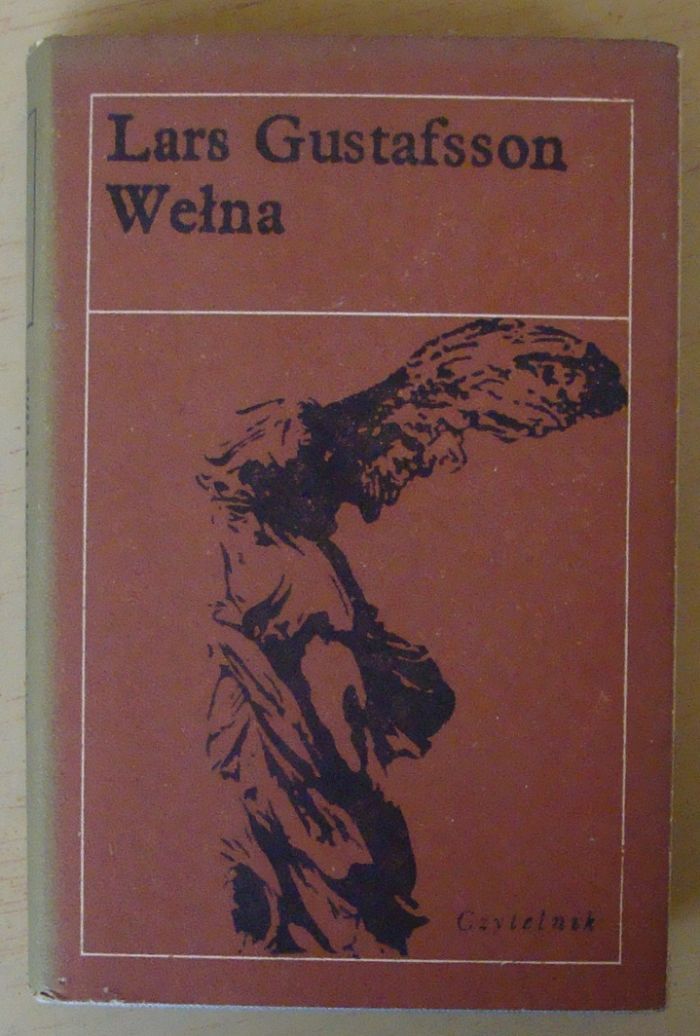 Lars Gustafsson
Wełna
Czytelnik